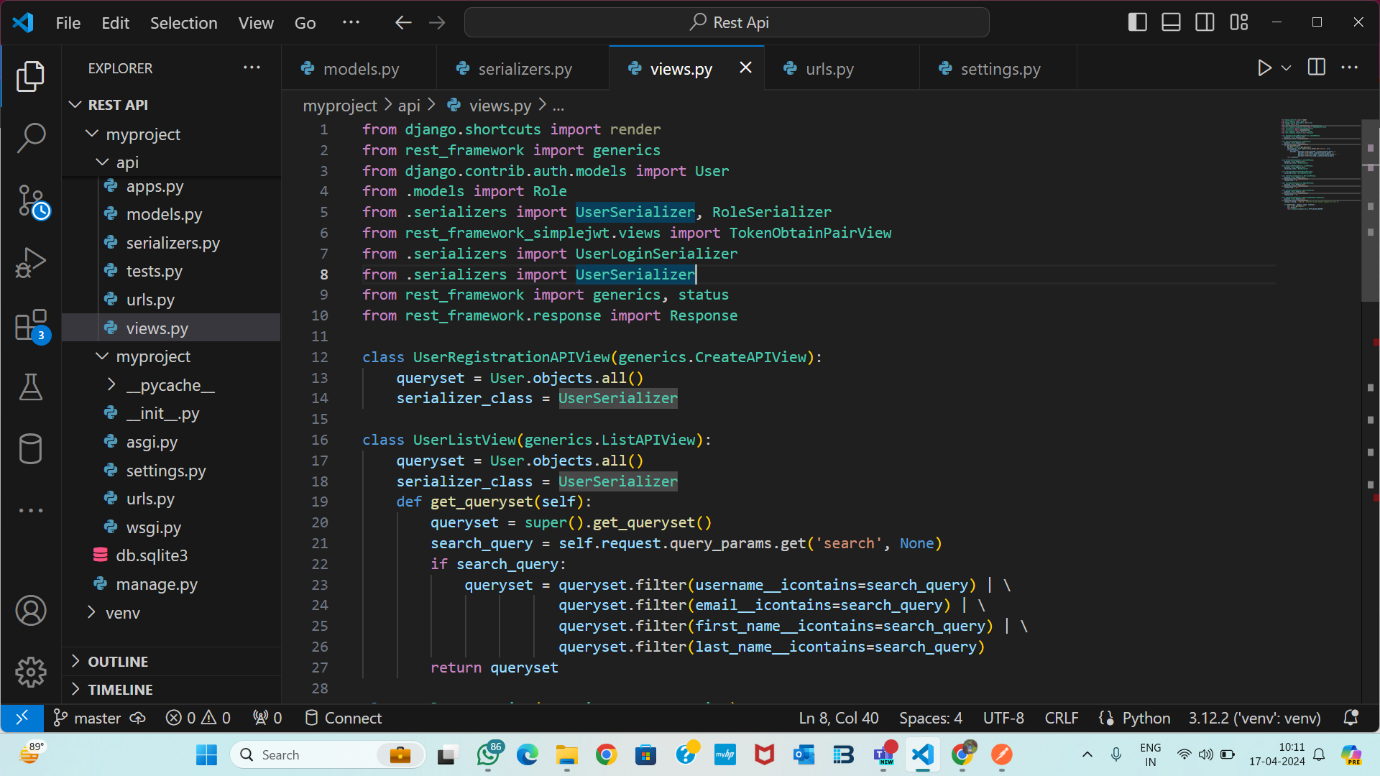 File Edit Selection View Go ··· Rest Api
EXPLORER ···
REST API
myproject
api
apps.py
models.py
serializers.py
tests.py
urls.py
views.py
myproject
__pycache__
__init__.py
asgi.py
settings.py
urls.py
wsgi.py
db.sqlite3
manage.py
venv
OUTLINE
TIMELINE
3
models.py serializers.py views.py urls.py settings.py
myproject > api > views.py > ...
1 from django.shortcuts import render
2 from rest_framework import generics
3 from django.contrib.auth.models import User
4 from .models import Role
5 from .serializers import UserSerializer, RoleSerializer
6 from rest_framework_simplejwt.views import TokenObtainPairView
7 from .serializers import UserLoginSerializer
8 from .serializers import UserSerializer
9 from rest_framework import generics, status
10 from rest_framework.response import Response
11
12 class UserRegistrationAPIView(generics.CreateAPIView):
13 queryset = User.objects.all()
14 serializer_class = UserSerializer
15
16 class UserListView(generics.ListAPIView):
17 queryset = User.objects.all()
18 serializer_class = UserSerializer
19 def get_queryset(self):
20 queryset = super().get_queryset()
21 search_query = self.request.query_params.get('search', None)
22 if search_query:
23 queryset = queryset.filter(username__icontains=search_query) | \
24 queryset.filter(email__icontains=search_query) | \
25 queryset.filter(first_name__icontains=search_query) | \
26 queryset.filter(last_name__icontains=search_query)
27 return queryset
28
master 0 0 0 Connect Ln 8, Col 40 Spaces: 4 UTF-8 CRLF Python 3.12.2 ('venv': venv)
89° Search 86 NEW ENG IN 10:11 17-04-2024 PRE